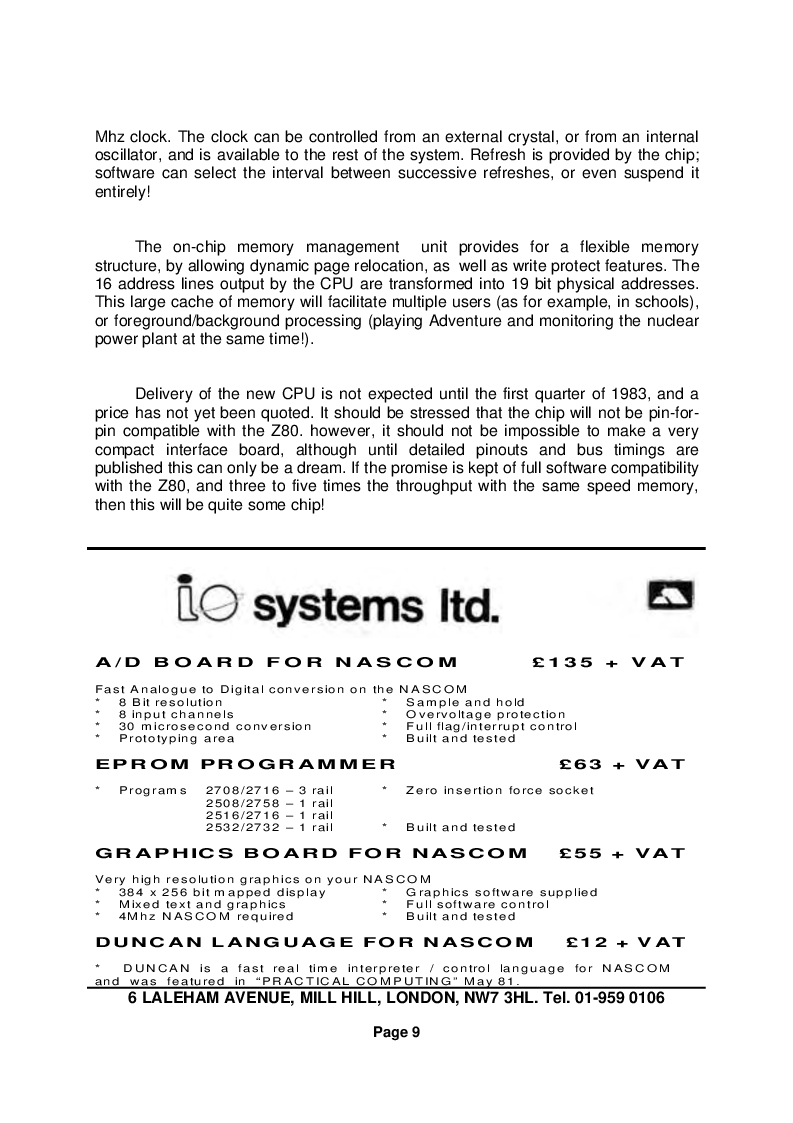 Mhz clock. The clock can be controlled from an external crystal, or from an internal
oscillator, and is available to the rest of the system. Refresh is provided by the chip;
software can select the interval between successive refreshes, or even suspend it
entirely!
The on-chip memory management unit provides for a flexible memory
structure, by allowing dynamic page relocation, as well as write protect features. The
16 address lines output by the CPU are transformed into 19 bit physical addresses.
This large cache of memory will facilitate multiple users (as for example, in schools),
or foreground/background processing (playing Adventure and monitoring the nuclear
power plant at the same time!).
Delivery of the new CPU is not expected until the first quarter of 1983, and a
price has not yet been quoted. It should be stressed that the chip will not be pin-for-
pin compatible with the Z80. however, it should not be impossible to make a very
compact interface board, although until detailed pinouts and bus timings are
published this can only be a dream. If the promise is kept of full software compatibility
with the Z80, and three to five times the throughput with the same speed memory,
then this will be quite some chip!
io systems ltd.
A/D BOARD FOR NASCOM £135 + VAT
Fast Analogue to Digital conversion on the NASCOM
* 8 Bit resolution * Sample and hold
* 8 input channels * Overvoltage protection
* 30 microsecond conversion * Full flag/interrupt control
* Prototyping area * Built and tested
EPROM PROGRAMMER £63 + VAT
* Programs 2708/2716 – 3 rail * Zero insertion force socket
2508/2758 – 1 rail
2516/2716 – 1 rail
2532/2732 – 1 rail * Built and tested
GRAPHICS BOARD FOR NASCOM £55 + VAT
Very high resolution graphics on your NASCOM
* 384 x 256 bit mapped display * Graphics software supplied
* Mixed text and graphics * Full software control
* 4Mhz NASCOM required * Built and tested
DUNCAN LANGUAGE FOR NASCOM £12 + VAT
* DUNCAN is a fast real time interpreter / control language for NASCOM
and was featured in “PRACTICAL COMPUTING” May 81.
6 LALEHAM AVENUE, MILL HILL, LONDON, NW7 3HL. Tel. 01-959 0106
Page 9